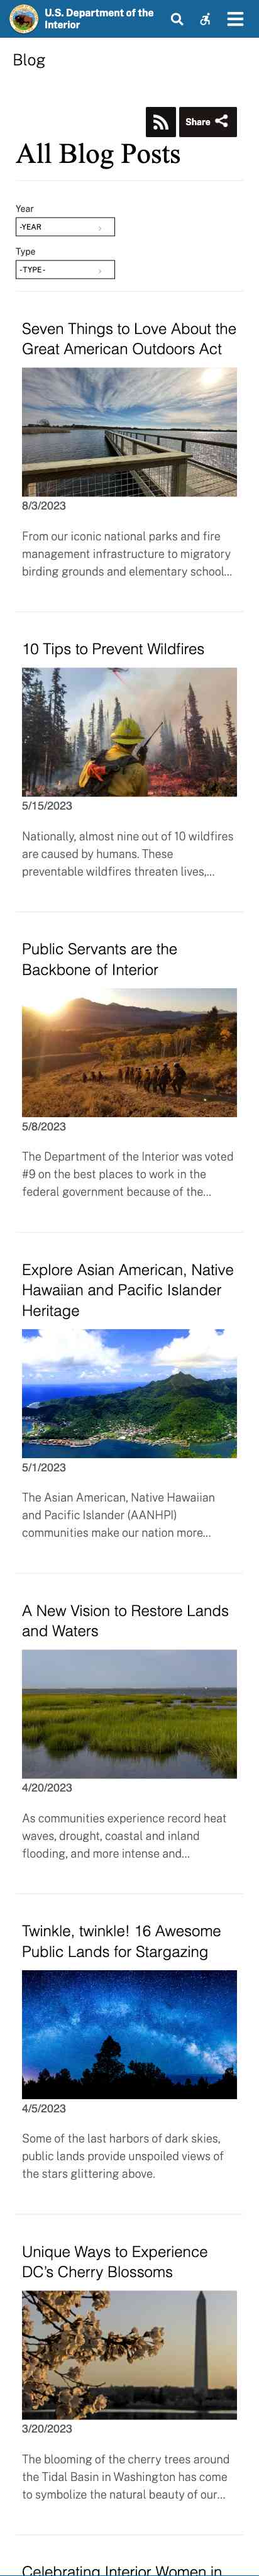 U.S. Department of the
Interior
Blog
Share
All Blog Posts
Year
-YEAR
Type
-TYPE-
Seven Things to Love About the
Great American Outdoors Act
8/3/2023
From our iconic national parks and fire
management infrastructure to migratory
birding grounds and elementary school...
10 Tips to Prevent Wildfires
5/15/2023
Nationally, almost nine out of 10 wildfires
are caused by humans. These
preventable wildfires threaten lives,...
Public Servants are the
Backbone of Interior
5/8/2023
The Department of the Interior was voted
#9 on the best places to work in the
federal government because of the...
Explore Asian American, Native
Hawaiian and Pacific Islander
Heritage
5/1/2023
The Asian American, Native Hawaiian
and Pacific Islander (AANHPI)
communities make our nation more...
A New Vision to Restore Lands
and Waters
4/20/2023
As communities experience record heat
waves, drought, coastal and inland
flooding, and more intense and...
Twinkle, twinkle! 16 Awesome
Public Lands for Stargazing
4/5/2023
Some of the last harbors of dark skies,
public lands provide unspoiled views of
the stars glittering above.
Unique Ways to Experience
DC's Cherry Blossoms
3/20/2023
The blooming of the cherry trees around
the Tidal Basin in Washington has come
to symbolize the natural beauty of our...
Celebrating Interior Women in